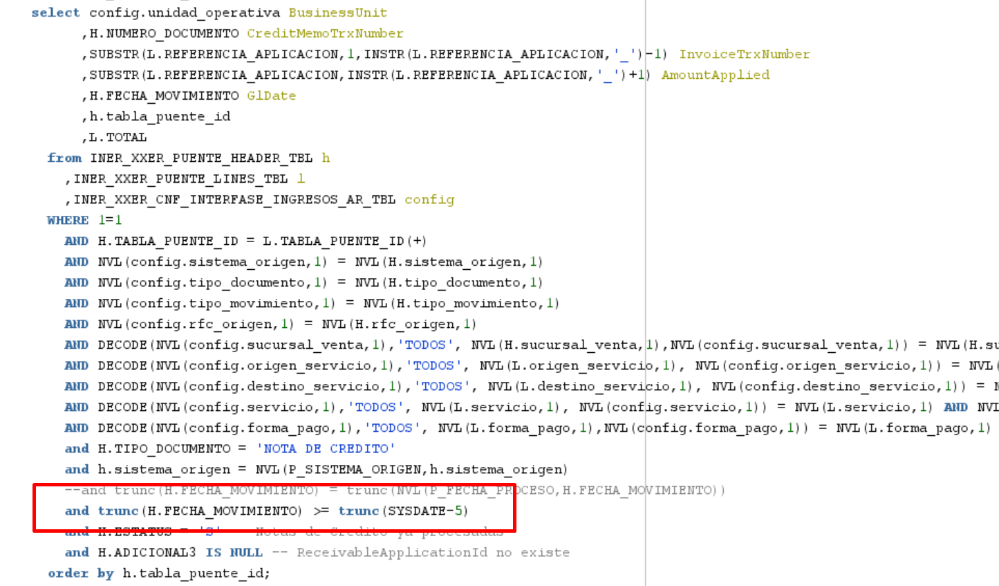 select config.unidad_operativa BusinessUnit
,H.NUMERO_DOCUMENTO CreditMemoTrxNumber
,SUBSTR(L.REFERENCIA_APLICACION,1,INSTR(L.REFERENCIA_APLICACION,'_')-1) InvoiceTrxNumber
,SUBSTR(L.REFERENCIA_APLICACION,INSTR(L.REFERENCIA_APLICACION,'_')+1) AmountApplied
,H.FECHA_MOVIMIENTO GlDate
,h.tabla_puente_id
,L.TOTAL
from INER_XXER_PUENTE_HEADER_TBL h
,INER_XXER_PUENTE_LINES_TBL l
,INER_XXER_CNF_INTERFASE_INGRESOS_AR_TBL config
WHERE 1=1
AND H.TABLA_PUENTE_ID = L.TABLA_PUENTE_ID(+)
AND NVL(config.sistema_origen,1) = NVL(H.sistema_origen,1)
AND NVL(config.tipo_documento,1) = NVL(H.tipo_documento,1)
AND NVL(config.tipo_movimiento,1) = NVL(H.tipo_movimiento,1)
AND NVL(config.rfc_origen,1) = NVL(H.rfc_origen,1)
AND DECODE(NVL(config.sucursal_venta,1),'TODOS', NVL(H.sucursal_venta,1),NVL(config.sucursal_venta,1)) = NVL(H.su
AND DECODE(NVL(config.origen_servicio,1),'TODOS', NVL(L.origen_servicio,1), NVL(config.origen_servicio,1)) = NVL(
AND DECODE(NVL(config.destino_servicio,1),'TODOS', NVL(L.destino_servicio,1), NVL(config.destino_servicio,1)) = N
AND DECODE(NVL(config.servicio,1),'TODOS', NVL(L.servicio,1), NVL(config.servicio,1)) = NVL(L.servicio,1) AND NVL
AND DECODE(NVL(config.forma_pago,1),'TODOS', NVL(L.forma_pago,1),NVL(config.forma_pago,1)) = NVL(L.forma_pago,1)
and H.TIPO_DOCUMENTO = 'NOTA DE CREDITO'
and h.sistema_origen = NVL(P_SISTEMA_ORIGEN,h.sistema_origen)
--and trunc(H.FECHA_MOVIMIENTO) = trunc(NVL(P_FECHA_PROCESO,H.FECHA_MOVIMIENTO))
and trunc(H.FECHA_MOVIMIENTO) >= trunc(SYSDATE-5)
and H.ESTATUS = 'S' -- Notas de Credito ya procesadas
and H.ADICIONAL3 IS NULL -- ReceivableApplicationId no existe
order by h.tabla_puente_id;